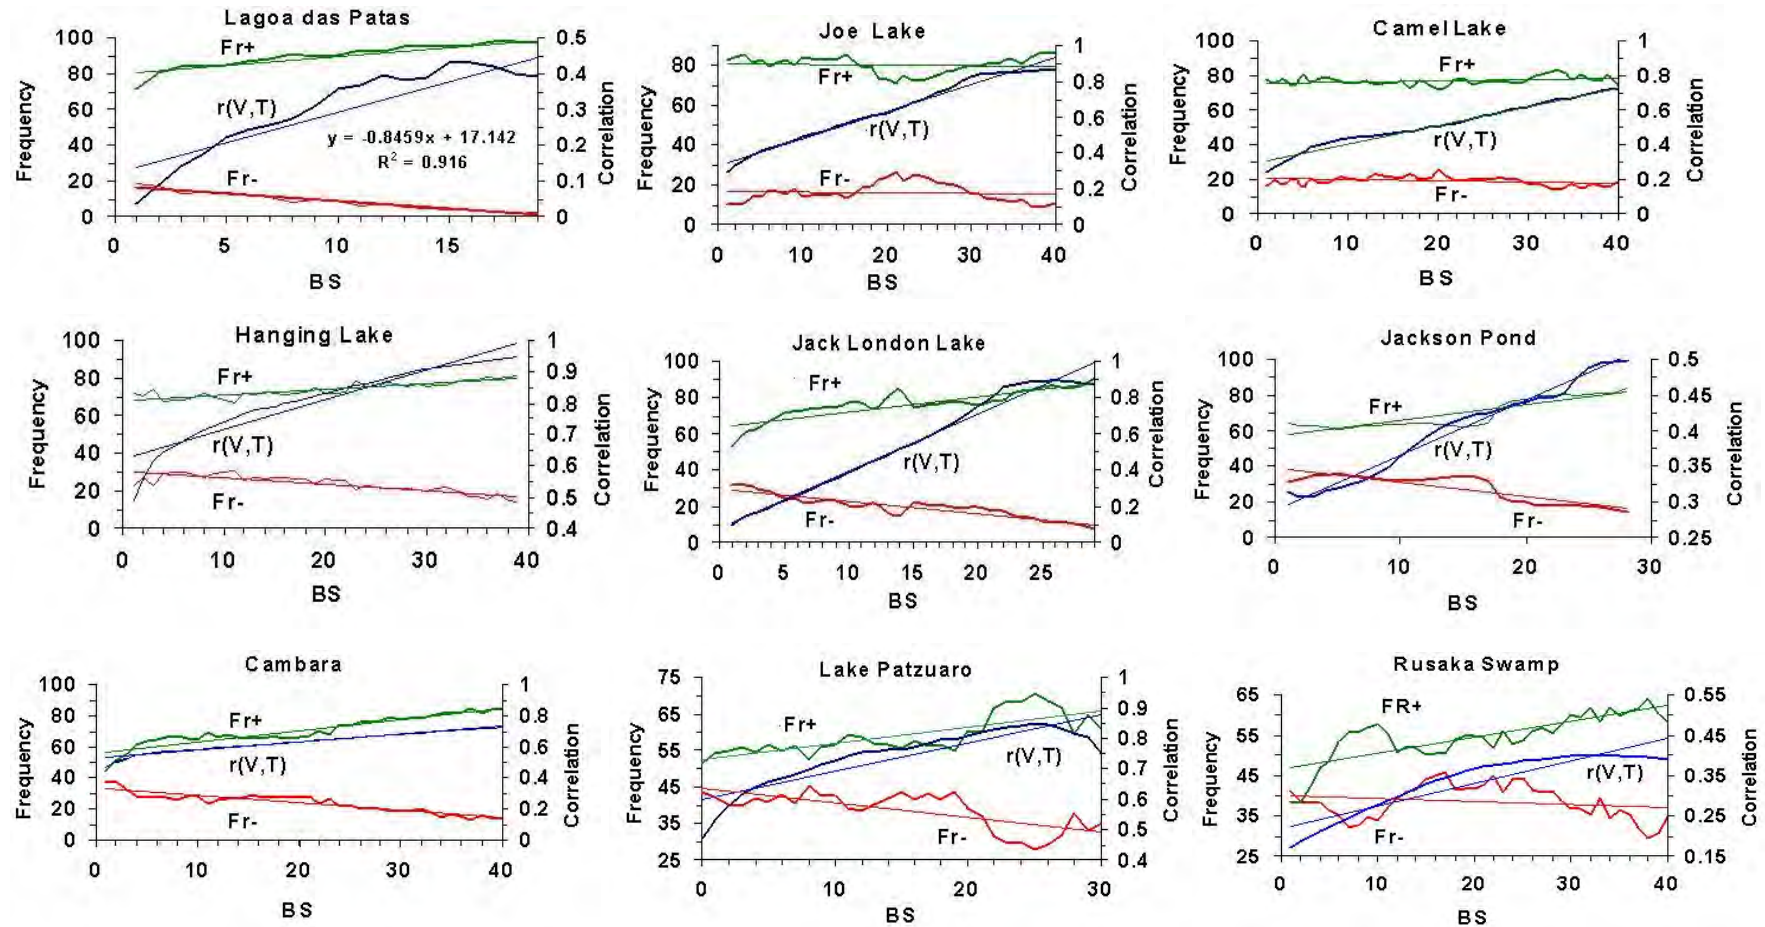 Lagoa das Patas
100
80
60
40
20
0
Frequency
0.5
0.4
0.3
0.2
0.1
0
Correlation
Fr+
r(V,T)
y = -0.8459x + 17.142
R² = 0.916
Fr-
0 5 10 15
BS
Joe Lake
80
60
40
20
0
Frequency
1
0.8
0.6
0.4
0.2
0
Correlation
Fr+
r(V,T)
Fr-
0 10 20 30 40
BS
Camel Lake
100
80
60
40
20
0
Frequency
1
0.8
0.6
0.4
0.2
0
Correlation
Fr+
r(V,T)
Fr-
0 10 20 30 40
BS
Hanging Lake
100
80
60
40
20
0
Frequency
1
0.9
0.8
0.7
0.6
0.5
0.4
Correlation
Fr+
r(V,T)
Fr-
0 10 20 30 40
BS
Jack London Lake
100
80
60
40
20
0
Frequency
1
0.8
0.6
0.4
0.2
0
Correlation
Fr+
r(V,T)
Fr-
0 5 10 15 20 25
BS
Jackson Pond
100
80
60
40
20
0
Frequency
0.5
0.45
0.4
0.35
0.3
0.25
Correlation
Fr+
r(V,T)
Fr-
0 10 20 30
BS
Cambara
100
80
60
40
20
0
Frequency
1
0.8
0.6
0.4
0.2
0
Correlation
Fr+
r(V,T)
Fr-
0 10 20 30 40
BS
Lake Patzuaro
75
65
55
45
35
25
Frequency
1
0.9
0.8
0.7
0.6
0.5
0.4
Correlation
Fr+
r(V,T)
Fr-
0 10 20 30
BS
Rusaka Swamp
65
55
45
35
25
Frequency
0.55
0.45
0.35
0.25
0.15
Correlation
FR+
r(V,T)
Fr-
0 10 20 30 40
BS